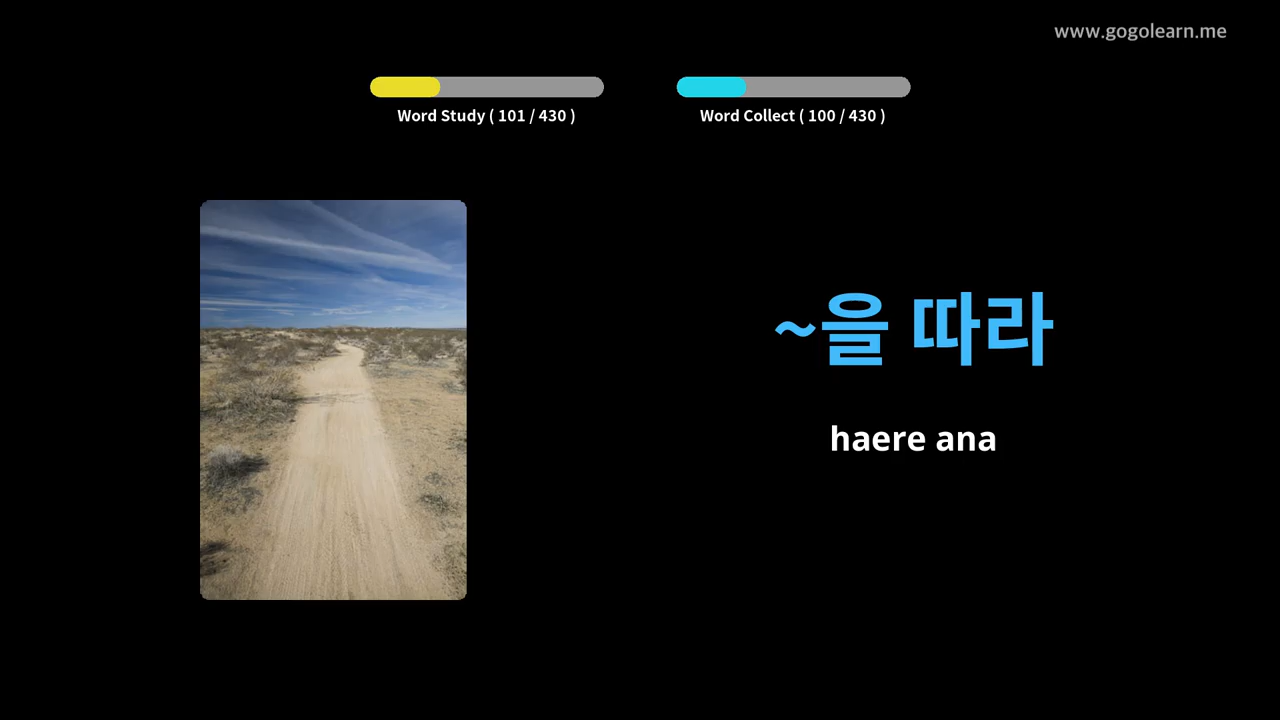 www.gogolearn.me
Word Study ( 101 / 430 )
Word Collect ( 100 / 430 )
~을 따라
haere ana